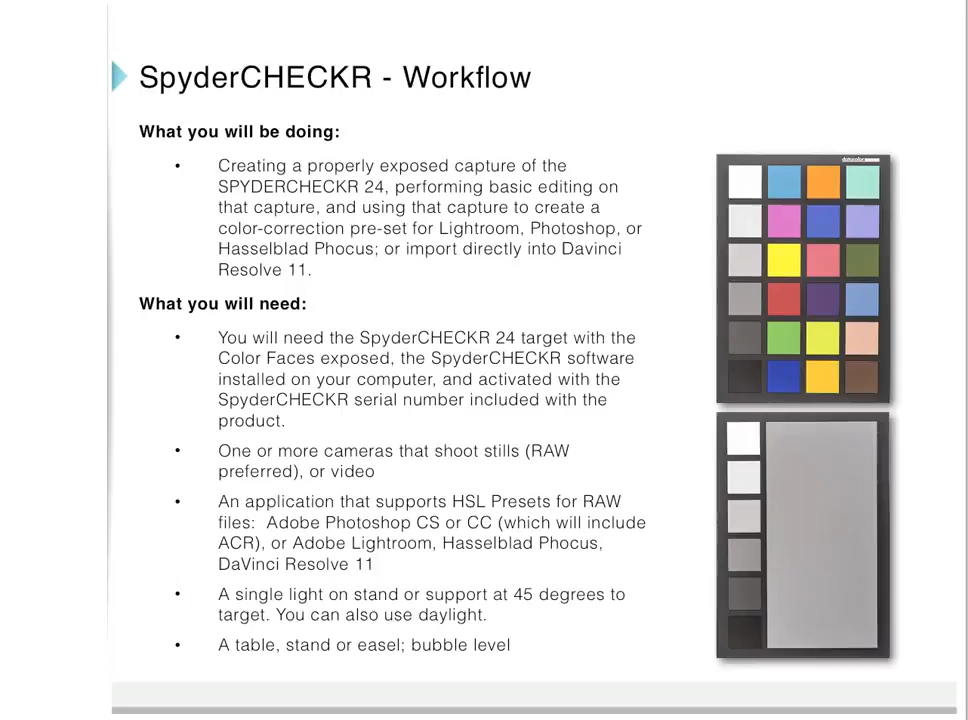 SpyderCHECKR - Workflow
What you will be doing:
• Creating a properly exposed capture of the
SPYDERCHECKR 24, performing basic editing on
that capture, and using that capture to create a
color-correction pre-set for Lightroom, Photoshop, or
Hasselblad Phocus; or import directly into Davinci
Resolve 11.
What you will need:
• You will need the SpyderCHECKR 24 target with the
Color Faces exposed, the SpyderCHECKR software
installed on your computer, and activated with the
SpyderCHECKR serial number included with the
product.
• One or more cameras that shoot stills (RAW
preferred), or video
• An application that supports HSL Presets for RAW
files:  Adobe Photoshop CS or CC (which will include
ACR), or Adobe Lightroom, Hasselblad Phocus,
DaVinci Resolve 11
• A single light on stand or support at 45 degrees to
target. You can also use daylight.
• A table, stand or easel; bubble level
datacolor